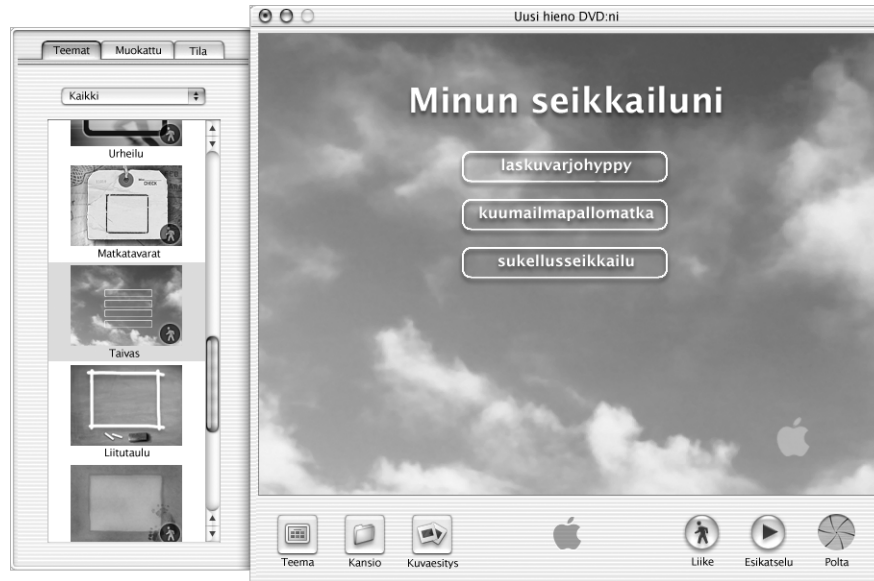 Uusi hieno DVD:ni
Teemat Muokattu Tila
Kaikki
Urheilu
Matkatavarat
Taivas
Liitutaulu
Minun seikkailuni
laskuvarjohyppy
kuumailmapallomatka
sukellusseikkailu
Teema Kansio Kuvaesitys Liike Esikatselu Polta